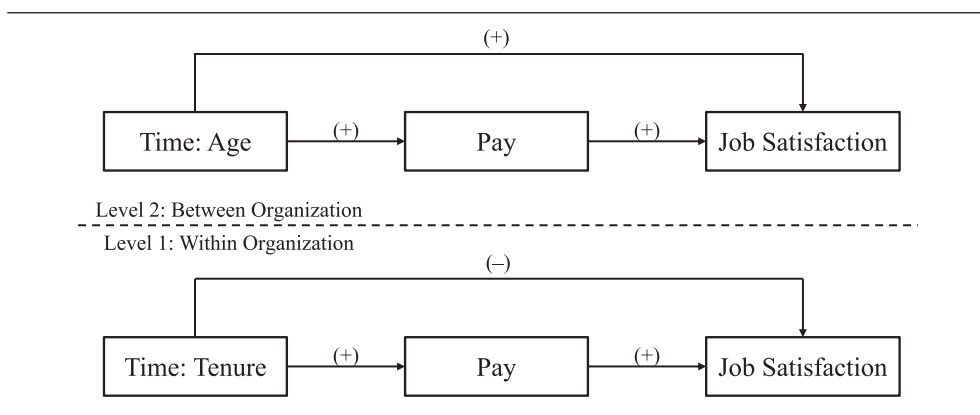 (+)
Time: Age
(+)
Pay
(+)
Job Satisfaction
Level 2: Between Organization
Level 1: Within Organization
(–)
Time: Tenure
(+)
Pay
(+)
Job Satisfaction